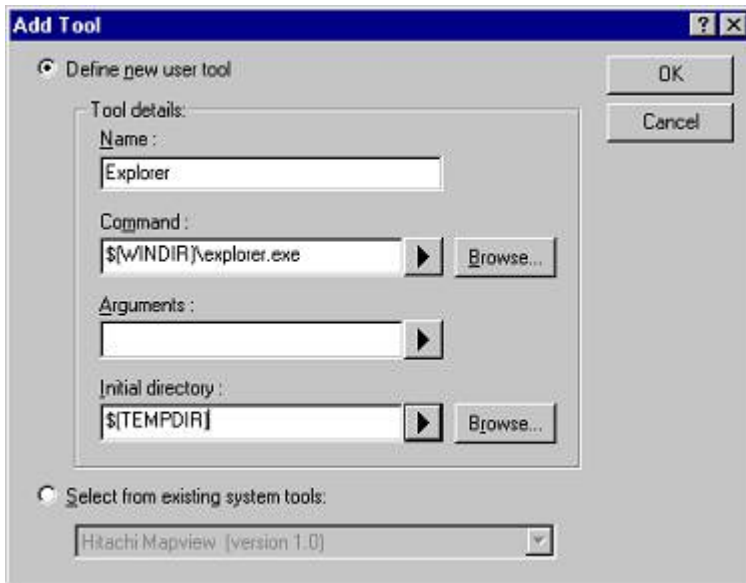 Add Tool
Define new user tool
OK
Tool details:
Cancel
Name :
Explorer
Command :
$(WINDIR)\explorer.exe
Browse...
Arguments :
Initial directory :
$(TEMPDIR)
Browse...
Select from existing system tools:
Hitachi Mapview (version 1.0)